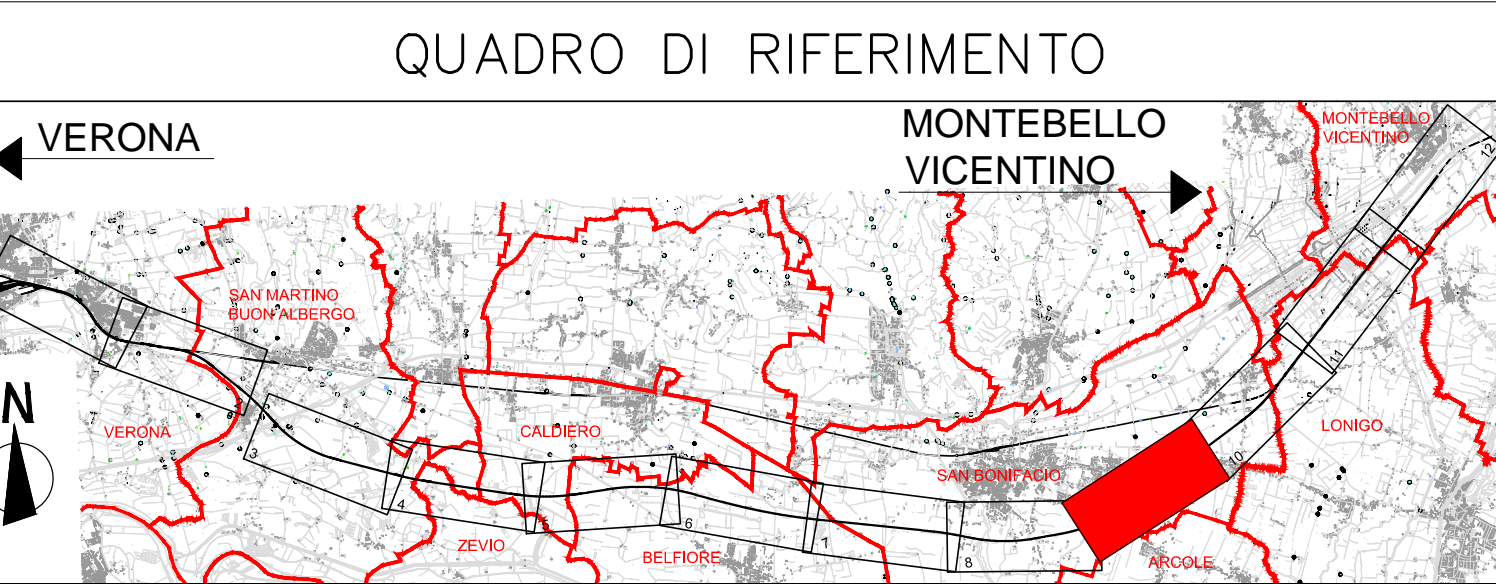 QUADRO DI RIFERIMENTO
VERONA
MONTEBELLO
VICENTINO
MONTEBELLO
VICENTINO
12
SAN MARTINO
BUON ALBERGO
1
N
VERONA
3
CALDIERO
11
LONIGO
10
SAN BONIFACIO
4
5
6
ZEVIO
7
BELFIORE
8
ARCOLE